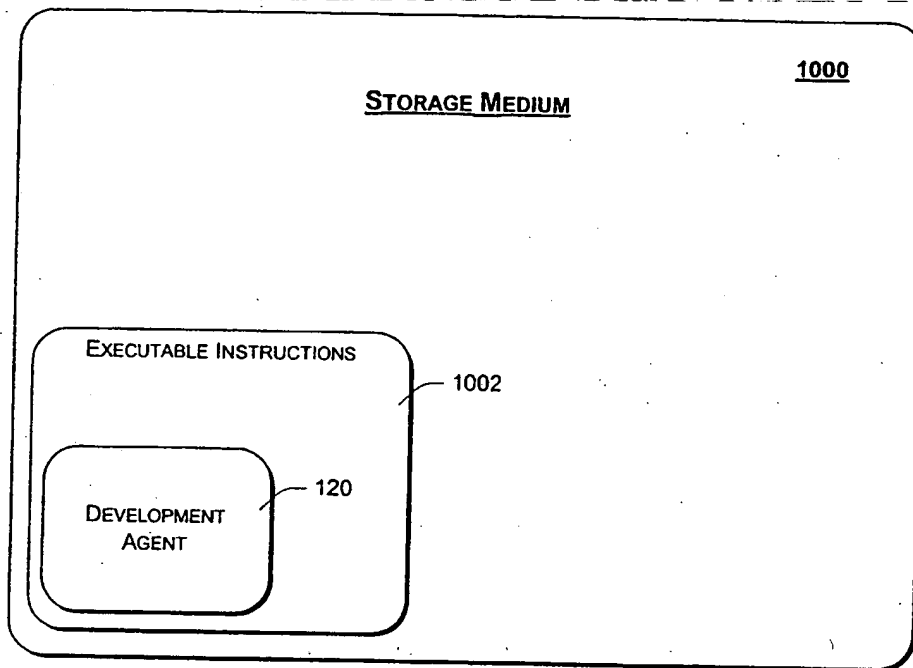 1000
STORAGE MEDIUM
EXECUTABLE INSTRUCTIONS
1002
120
DEVELOPMENT
AGENT